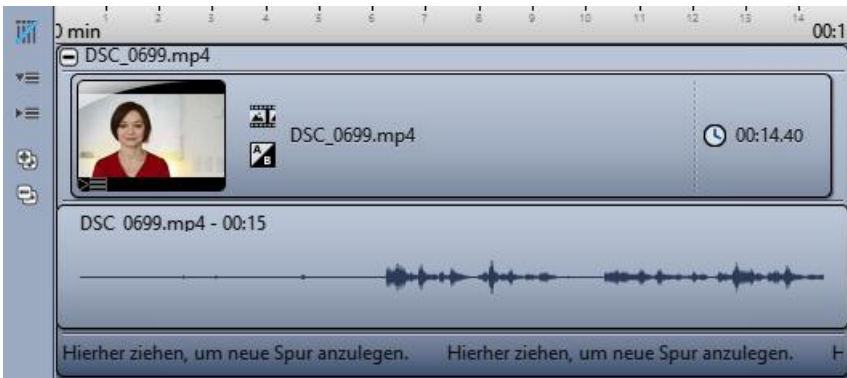 1 2 3 4 5 6 7 8 9 10 11 12 13 14
0 min 00:1
DSC_0699.mp4
A B DSC_0699.mp4 00:14.40
DSC_0699.mp4 - 00:15
Hierher ziehen, um neue Spur anzulegen. Hierher ziehen, um neue Spur anzulegen. H